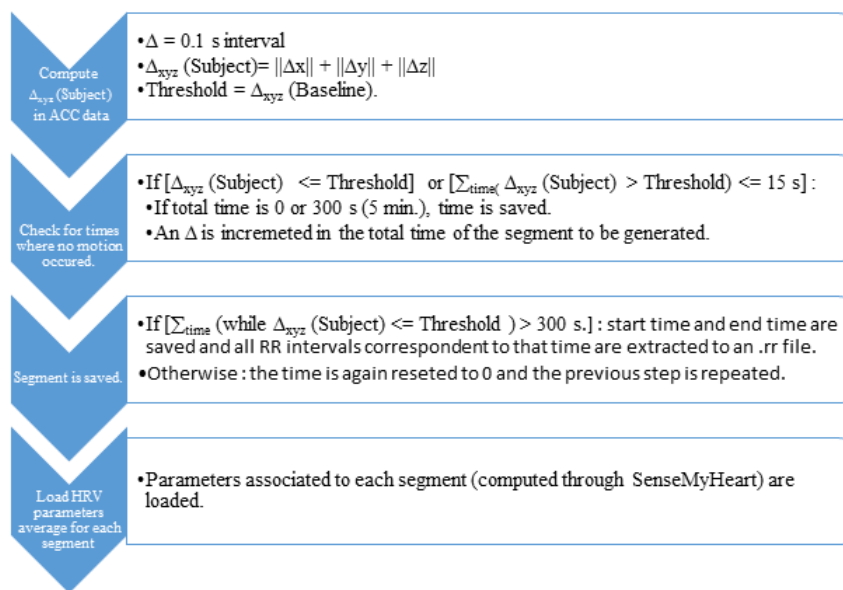 Compute
Δxyz (Subject)
in ACC data
•Δ = 0.1 s interval
•Δxyz (Subject)= ||Δx|| + ||Δy|| + ||Δz||
•Threshold = Δxyz (Baseline).
Check for times
where no motion
occured.
•If [Δxyz (Subject) <= Threshold] or [∑time( Δxyz (Subject) > Threshold) <= 15 s] :
•If total time is 0 or 300 s (5 min.), time is saved.
•An Δ is incremeted in the total time of the segment to be generated.
Segment is saved.
•If [∑time (while Δxyz (Subject) <= Threshold ) > 300 s.] : start time and end time are
saved and all RR intervals correspondent to that time are extracted to an .rr file.
•Otherwise : the time is again reseted to 0 and the previous step is repeated.
Load HRV
parameters
average for each
segment
•Parameters associated to each segment (computed through SenseMyHeart) are
loaded.